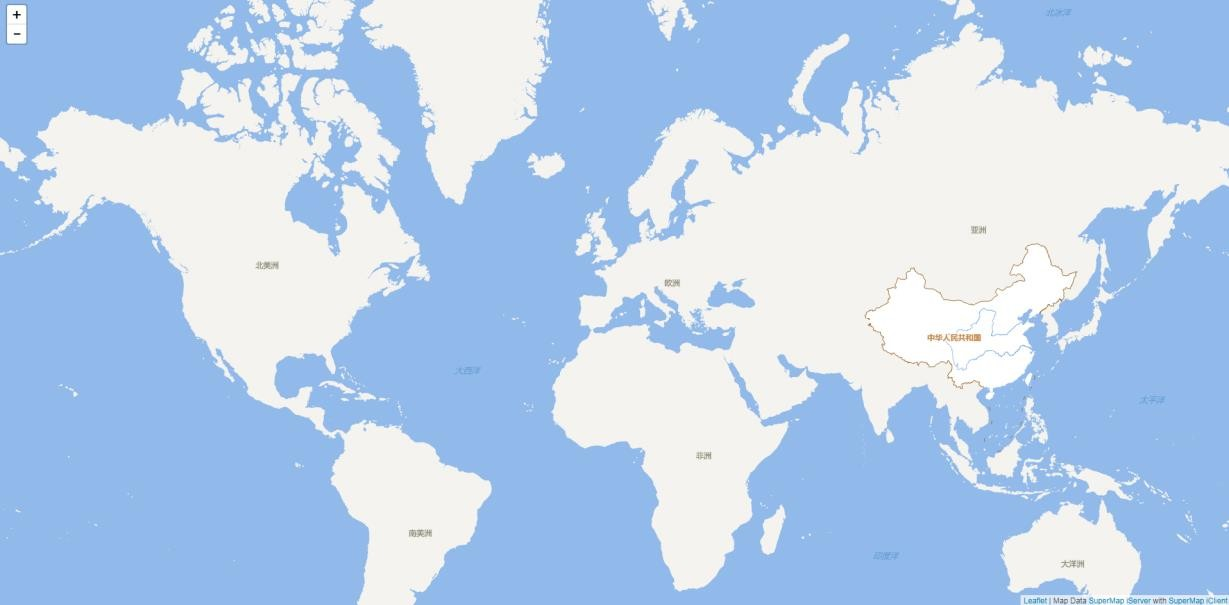 +
−
北冰洋
亚洲
北美洲
欧洲
中华人民共和国
大西洋
太平洋
非洲
南美洲
印度洋
大洋洲
Leaflet | Map Data SuperMap iServer with SuperMap iClient